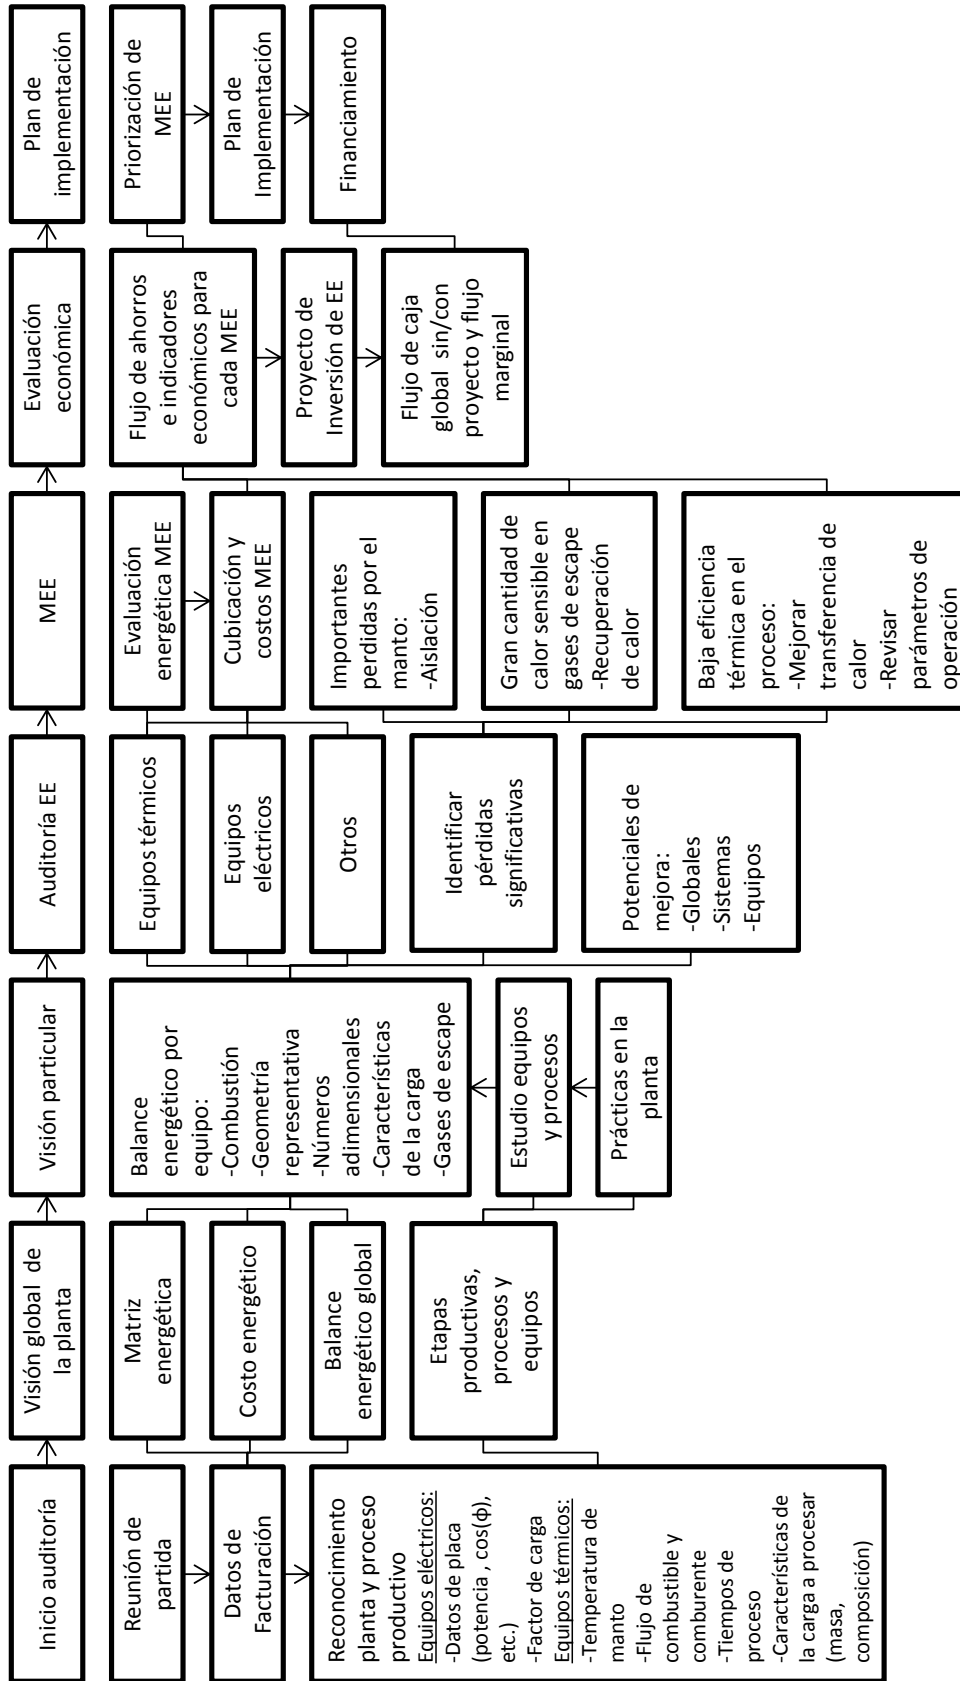 Inicio auditoría
Visión global de
la planta
Visión particular
Auditoría EE
MEE
Evaluación
económica
Plan de
implementación
Reunión de
partida
Datos de
Facturación
Reconocimiento
planta y proceso
productivo
Equipos eléctricos:
-Datos de placa
(potencia , cos(ϕ),
etc.)
-Factor de carga
Equipos térmicos:
-Temperatura de
manto
-Flujo de
combustible y
comburente
-Tiempos de
proceso
-Características de
la carga a procesar
(masa,
composición)
Matriz
energética
Costo energético
Balance
energético global
Etapas
productivas,
procesos y
equipos
Balance
energético por
equipo:
-Combustión
-Geometría
representativa
-Números
adimensionales
-Características
de la carga
-Gases de escape
Estudio equipos
y procesos
Prácticas en la
planta
Equipos térmicos
Equipos
eléctricos
Otros
Identificar
pérdidas
significativas
Potenciales de
mejora:
-Globales
-Sistemas
-Equipos
Evaluación
energética MEE
Cubicación y
costos MEE
Importantes
perdidas por el
manto:
-Aislación
Gran cantidad de
calor sensible en
gases de escape
-Recuperación
de calor
Baja eficiencia
térmica en el
proceso:
-Mejorar
transferencia de
calor
-Revisar
parámetros de
operación
Flujo de ahorros
e indicadores
económicos para
cada MEE
Proyecto de
Inversión de EE
Flujo de caja
global sin/con
proyecto y flujo
marginal
Priorización de
MEE
Plan de
Implementación
Financiamiento